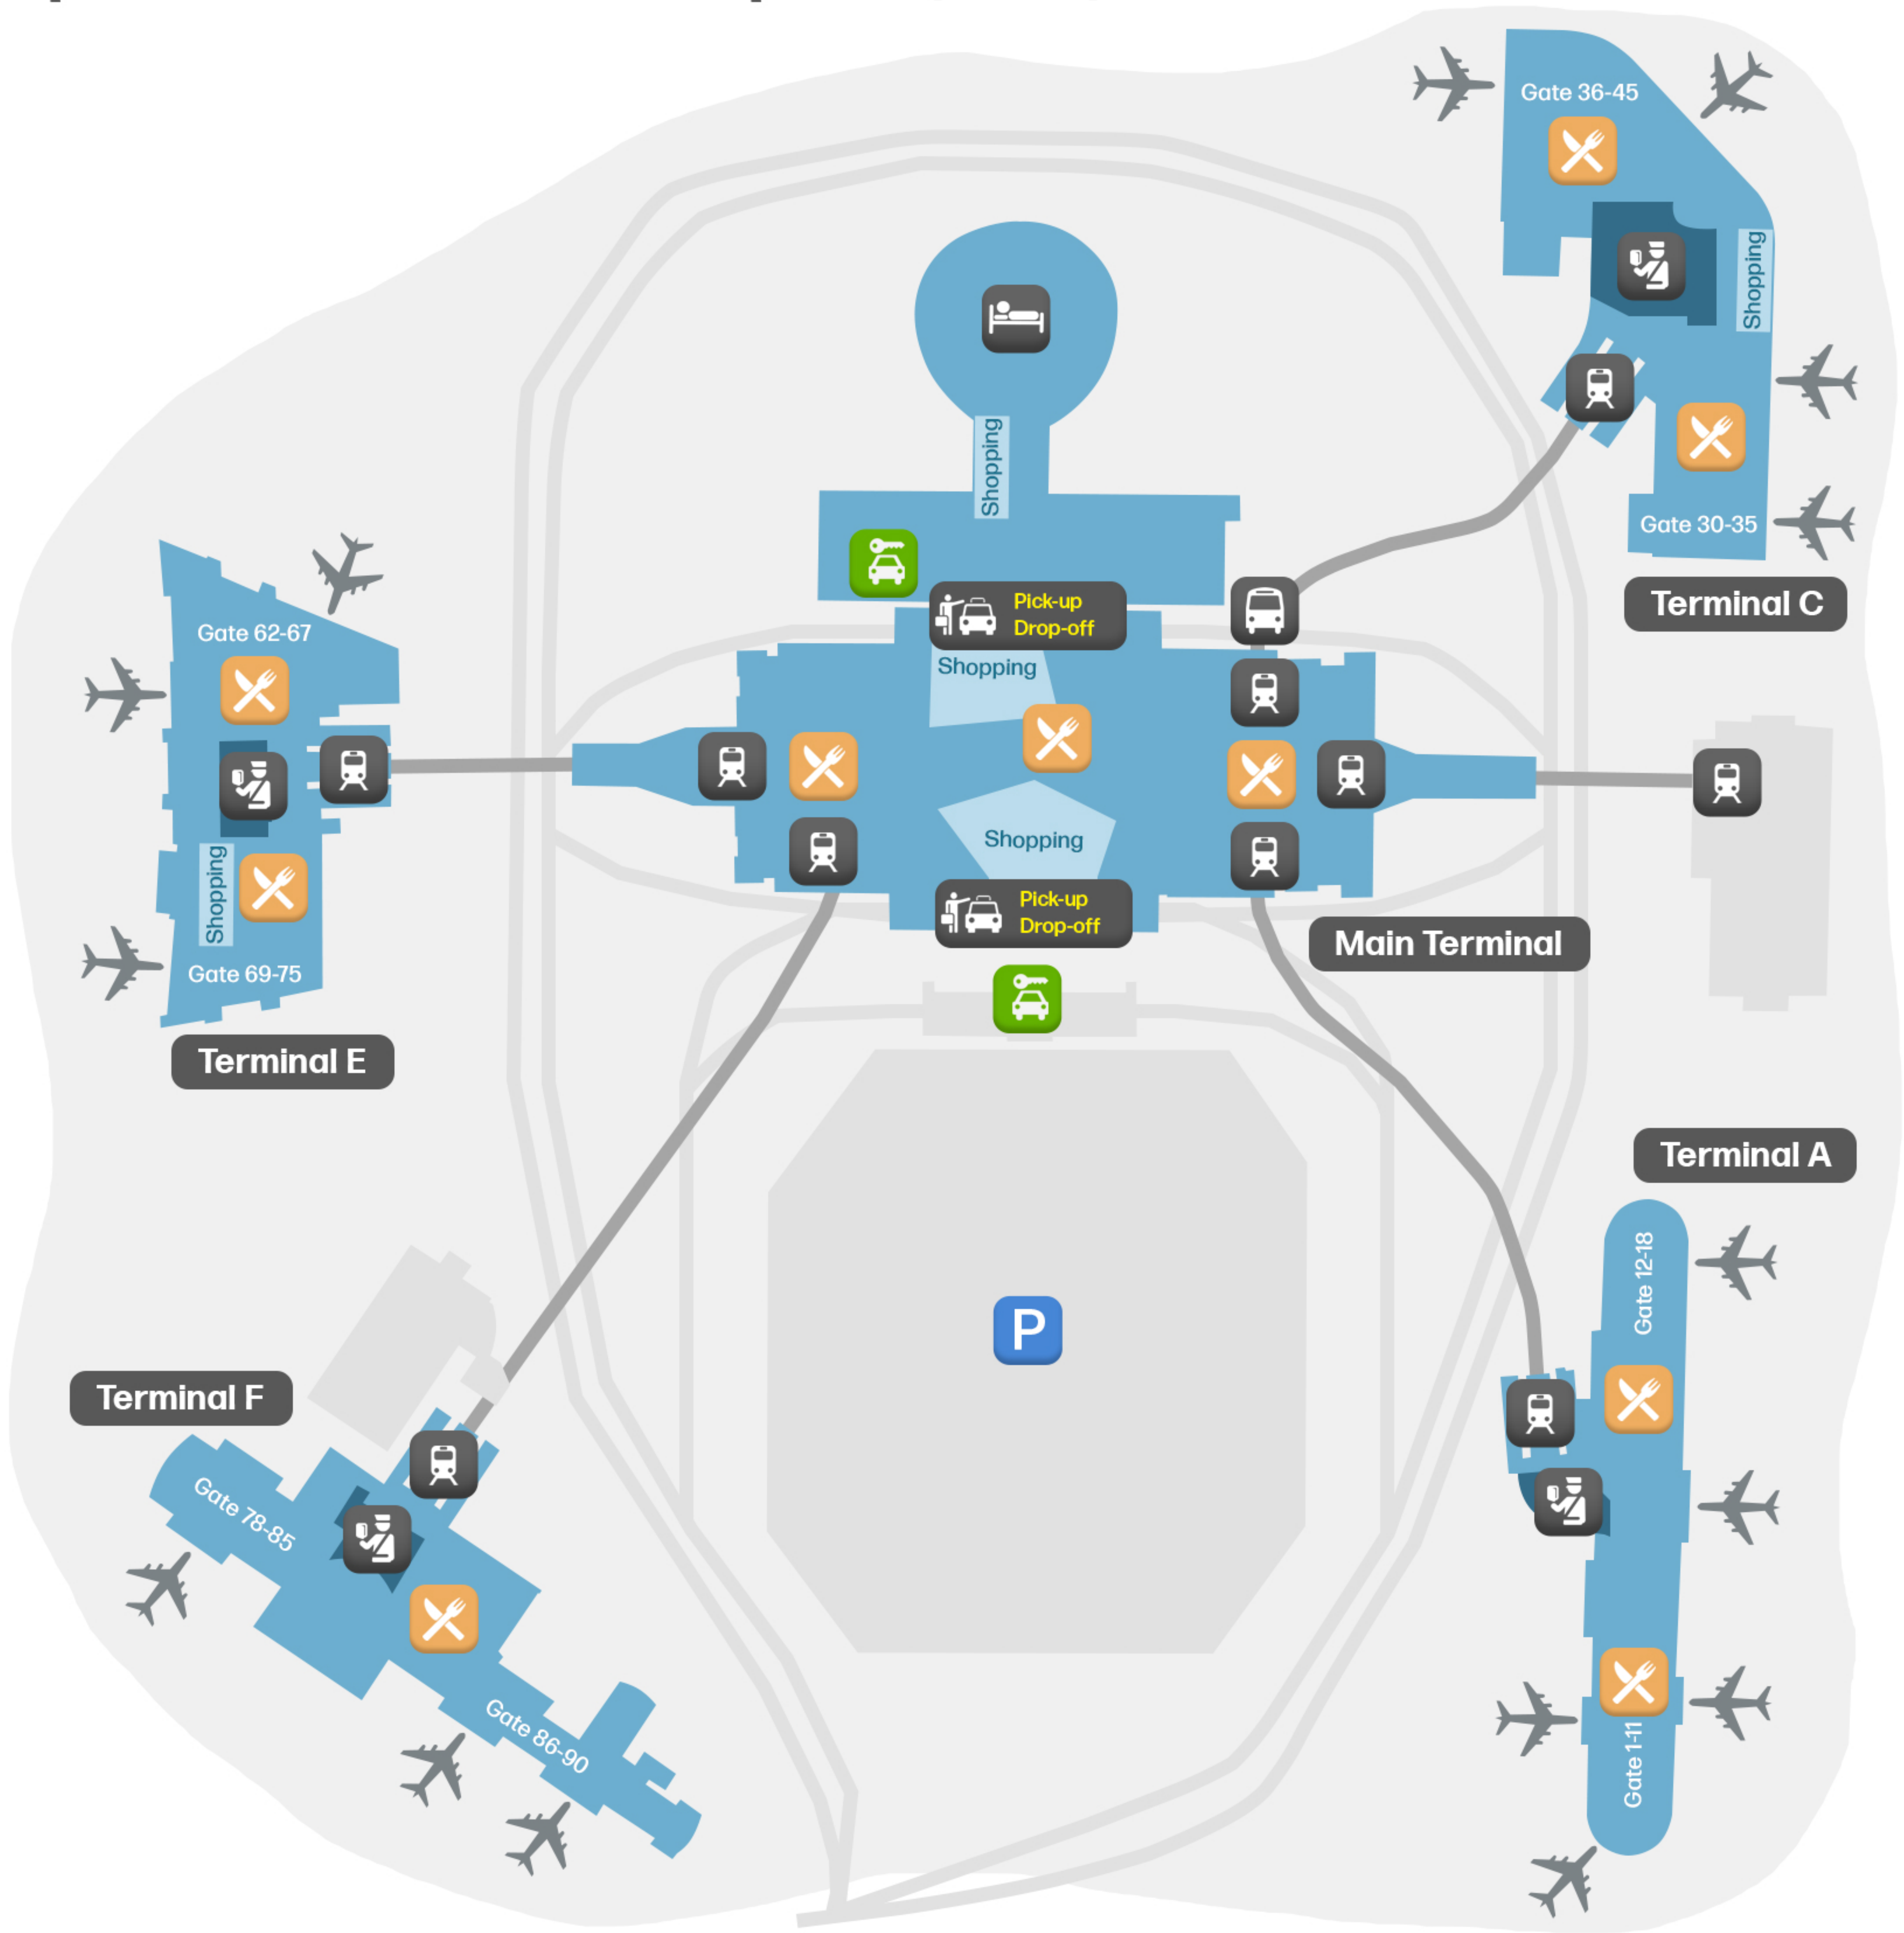 Gate 36-45
Shopping
Gate 30-35
Terminal C
Shopping
Pick-up
Drop-off
Shopping
Gate 62-67
Shopping
Shopping
Gate 69-75
Pick-up
Drop-off
Main Terminal
Terminal E
Terminal A
Gate 12-18
P
Terminal F
Gate 78-85
Gate 86-90
Gate 1-11